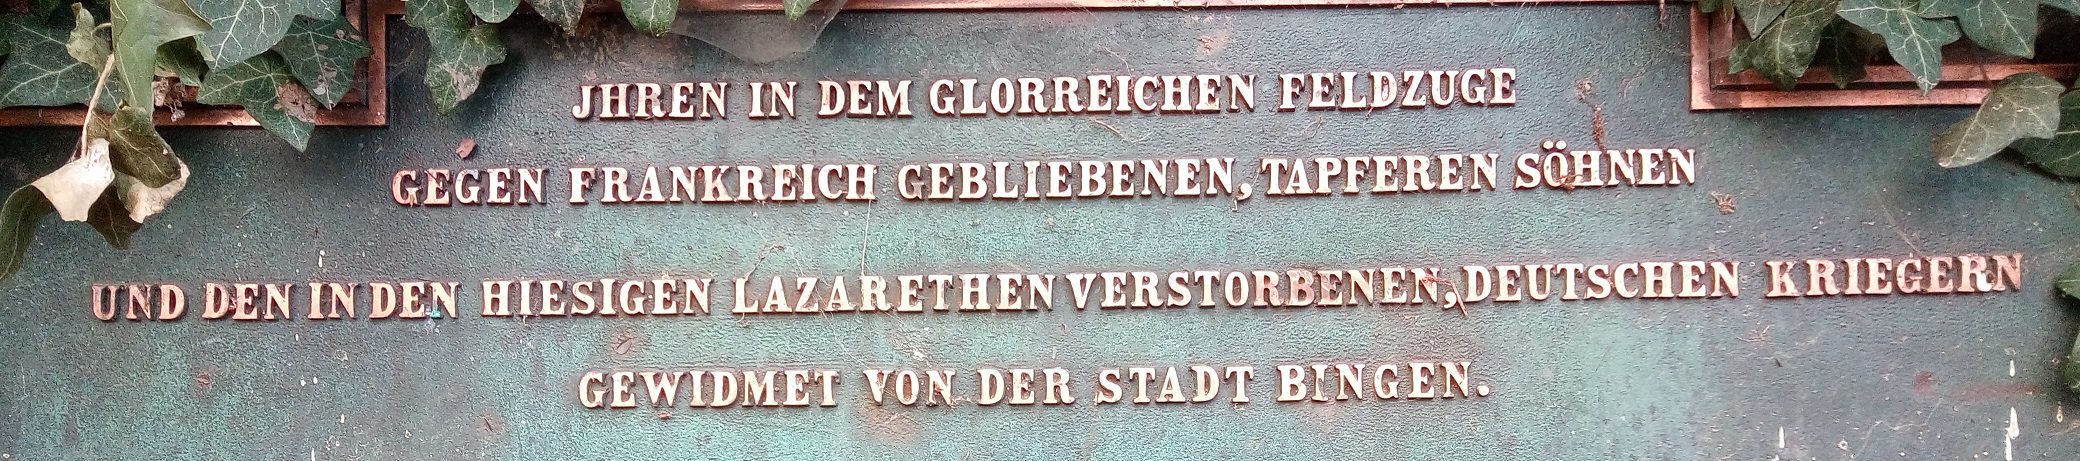 JHREN IN DEM GLORREICHEN FELDZUGE
GEGEN FRANKREICH GEBLIEBENEN, TAPFEREN SÖHNEN
UND DEN IN DEN HIESIGEN LAZARETHEN VERSTORBENEN, DEUTSCHEN KRIEGERN
GEWIDMET VON DER STADT BINGEN.